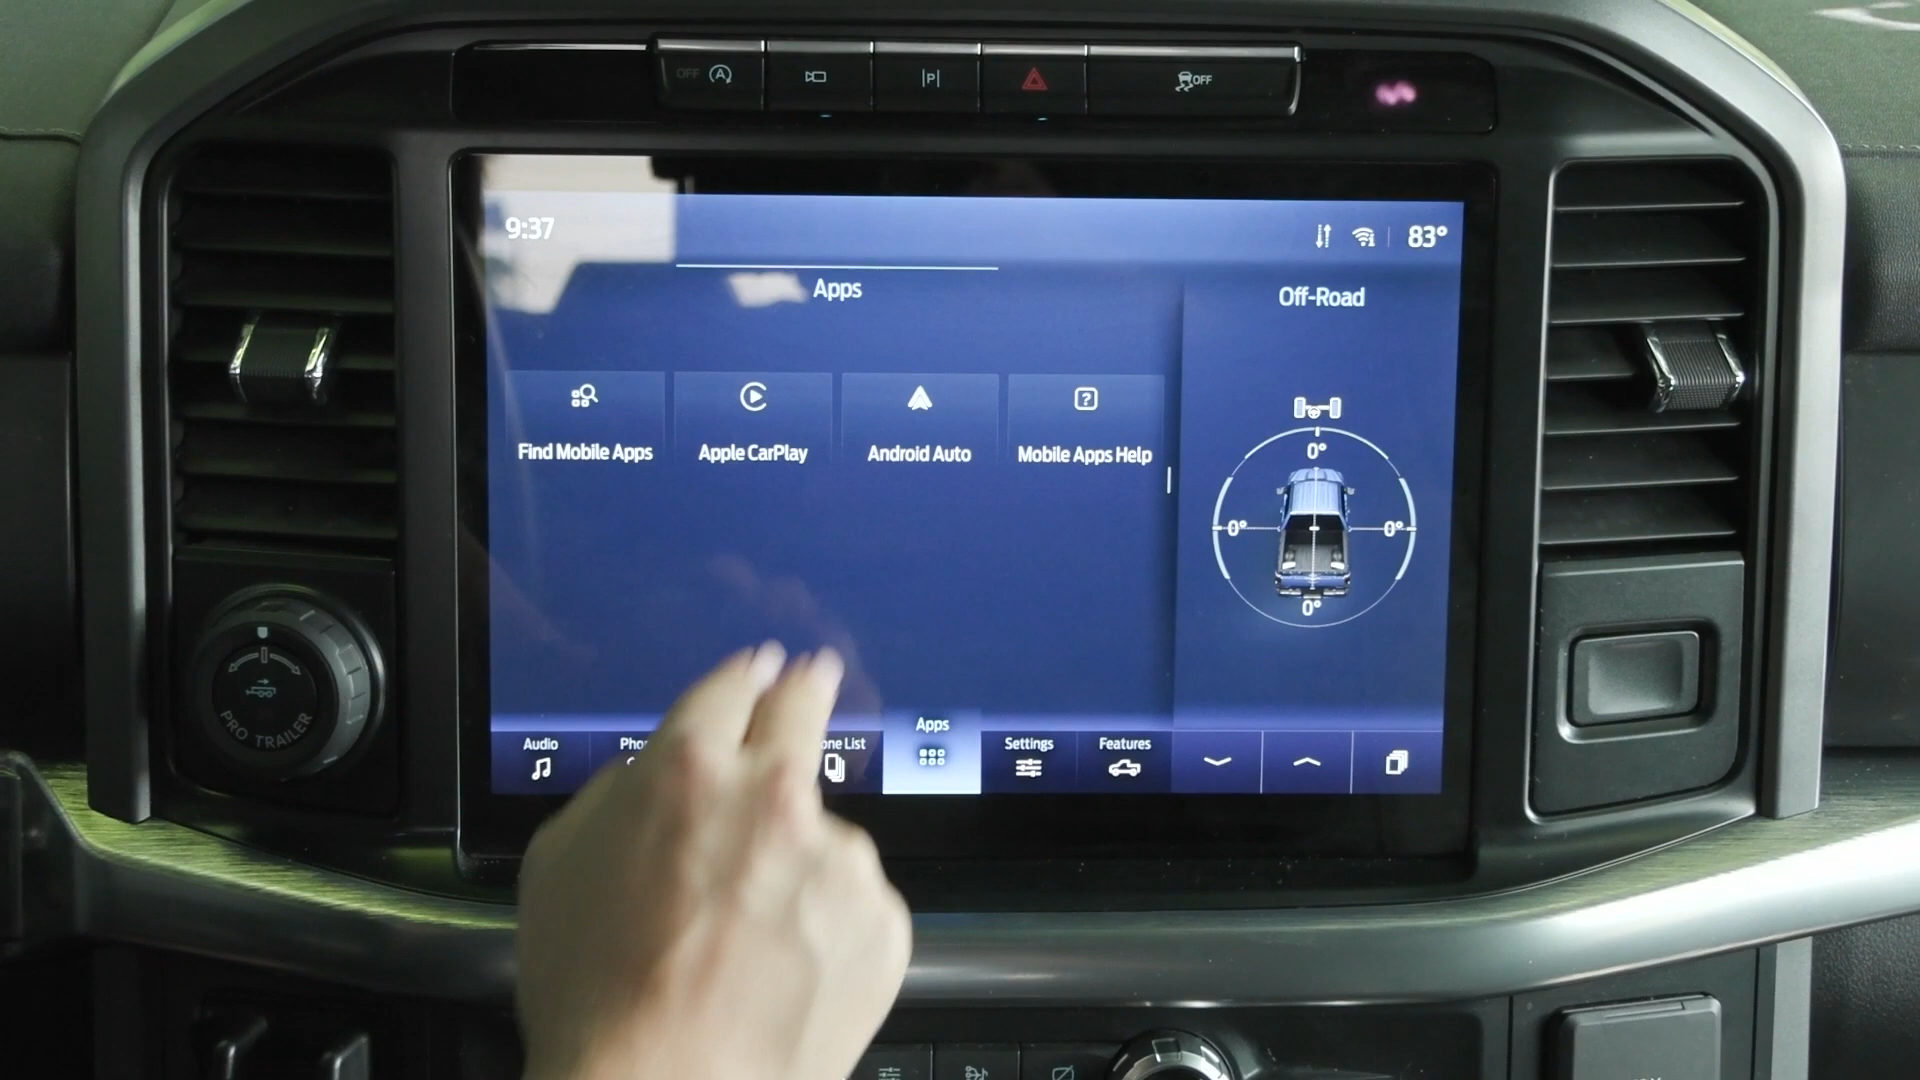 OFF
|P|
OFF
9:37
83°
Apps
Off-Road
Find Mobile Apps
Apple CarPlay
Android Auto
Mobile Apps Help
0°
0°
0°
0°
PRO TRAILER
Audio
Apps
Settings
Features
List